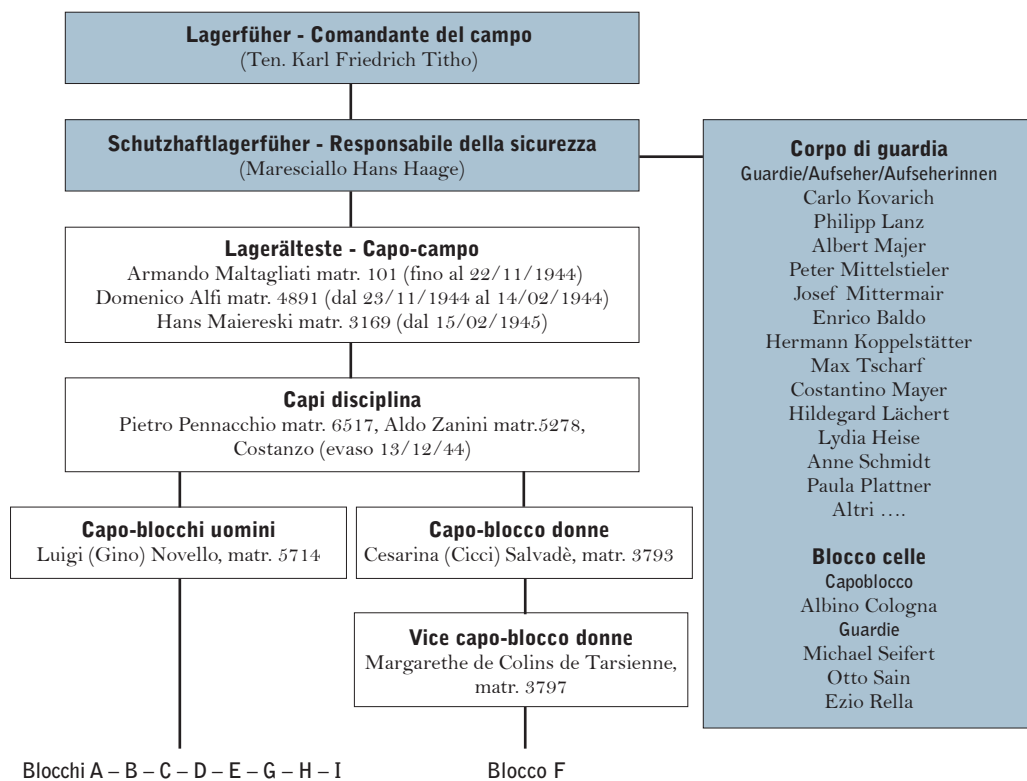 Lagerfüher - Comandante del campo
(Ten. Karl Friedrich Titho)
Schutzhaftlagerfüher - Responsabile della sicurezza
(Maresciallo Hans Haage)
Lagerälteste - Capo-campo
Armando Maltagliati matr. 101 (fino al 22/11/1944)
Domenico Alfi matr. 4891 (dal 23/11/1944 al 14/02/1944)
Hans Maiereski matr. 3169 (dal 15/02/1945)
Capi disciplina
Pietro Pennacchio matr. 6517, Aldo Zanini matr.5278,
Costanzo (evaso 13/12/44)
Capo-blocchi uomini
Luigi (Gino) Novello, matr. 5714
Capo-blocco donne
Cesarina (Cicci) Salvadè, matr. 3793
Vice capo-blocco donne
Margarethe de Colins de Tarsienne,
matr. 3797
Blocchi A – B – C – D – E – G – H – I
Blocco F
Corpo di guardia
Guardie/Aufseher/Aufseherinnen
Carlo Kovarich
Philipp Lanz
Albert Majer
Peter Mittelstieler
Josef Mittermair
Enrico Baldo
Hermann Koppelstätter
Max Tscharf
Costantino Mayer
Hildegard Lächert
Lydia Heise
Anne Schmidt
Paula Plattner
Altri ….
Blocco celle
Capoblocco
Albino Cologna
Guardie
Michael Seifert
Otto Sain
Ezio Rella